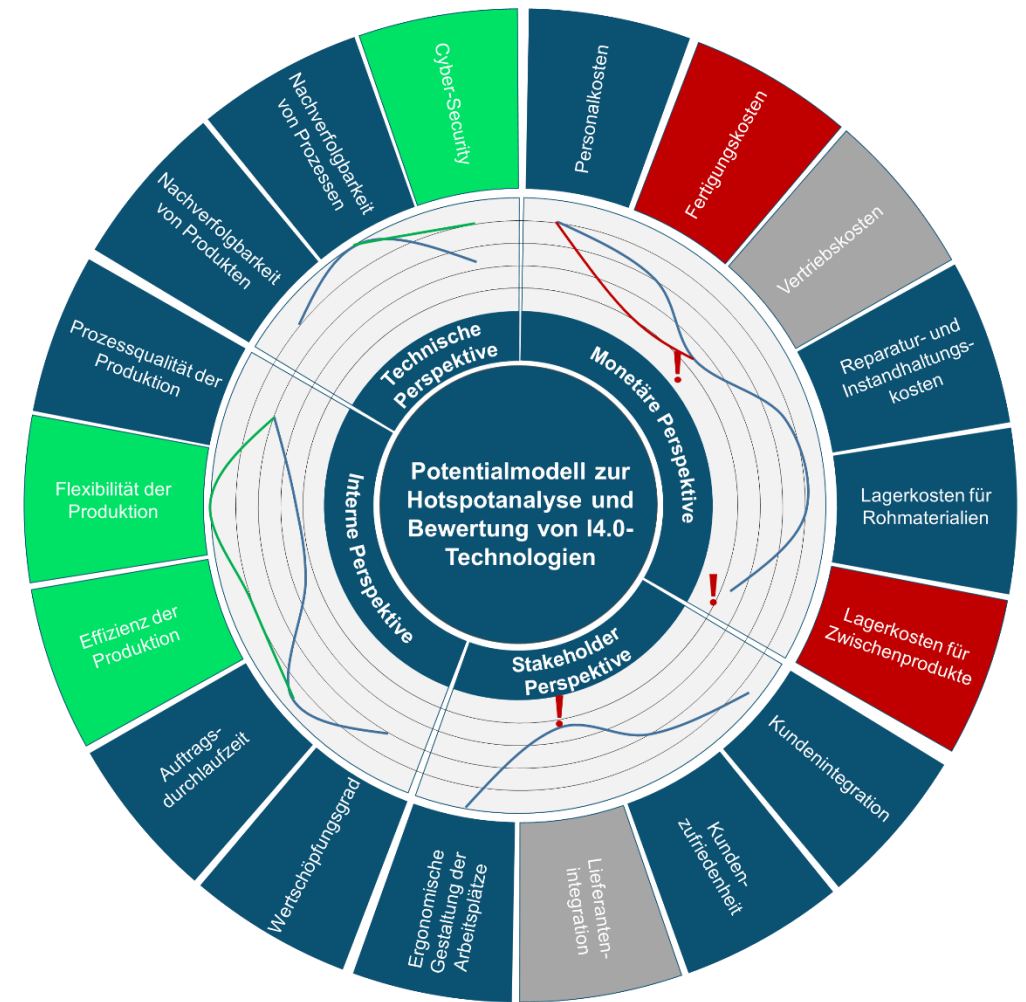 Potentialmodell zur
Hotspotanalyse und
Bewertung von I4.0-
Technologien
Technische
Perspektive
Monetäre Perspektive
Stakeholder
Perspektive
Interne Perspektive
Personalkosten
Fertigungskosten
Vertriebskosten
Reparatur- und
Instandhaltungs-
kosten
Lagerkosten für
Rohmaterialien
Lagerkosten für
Zwischenprodukte
Kundenintegration
Kunden-
zufriedenheit
Lieferanten-
integration
Ergonomische
Gestaltung der
Arbeitsplätze
Wertschöpfungsgrad
Auftrags-
durchlaufzeit
Effizienz der
Produktion
Flexibilität der
Produktion
Prozessqualität der
Produktion
Nachverfolgbarkeit
von Produkten
Nachverfolgbarkeit
von Prozessen
Cyber-Security
!
!
!